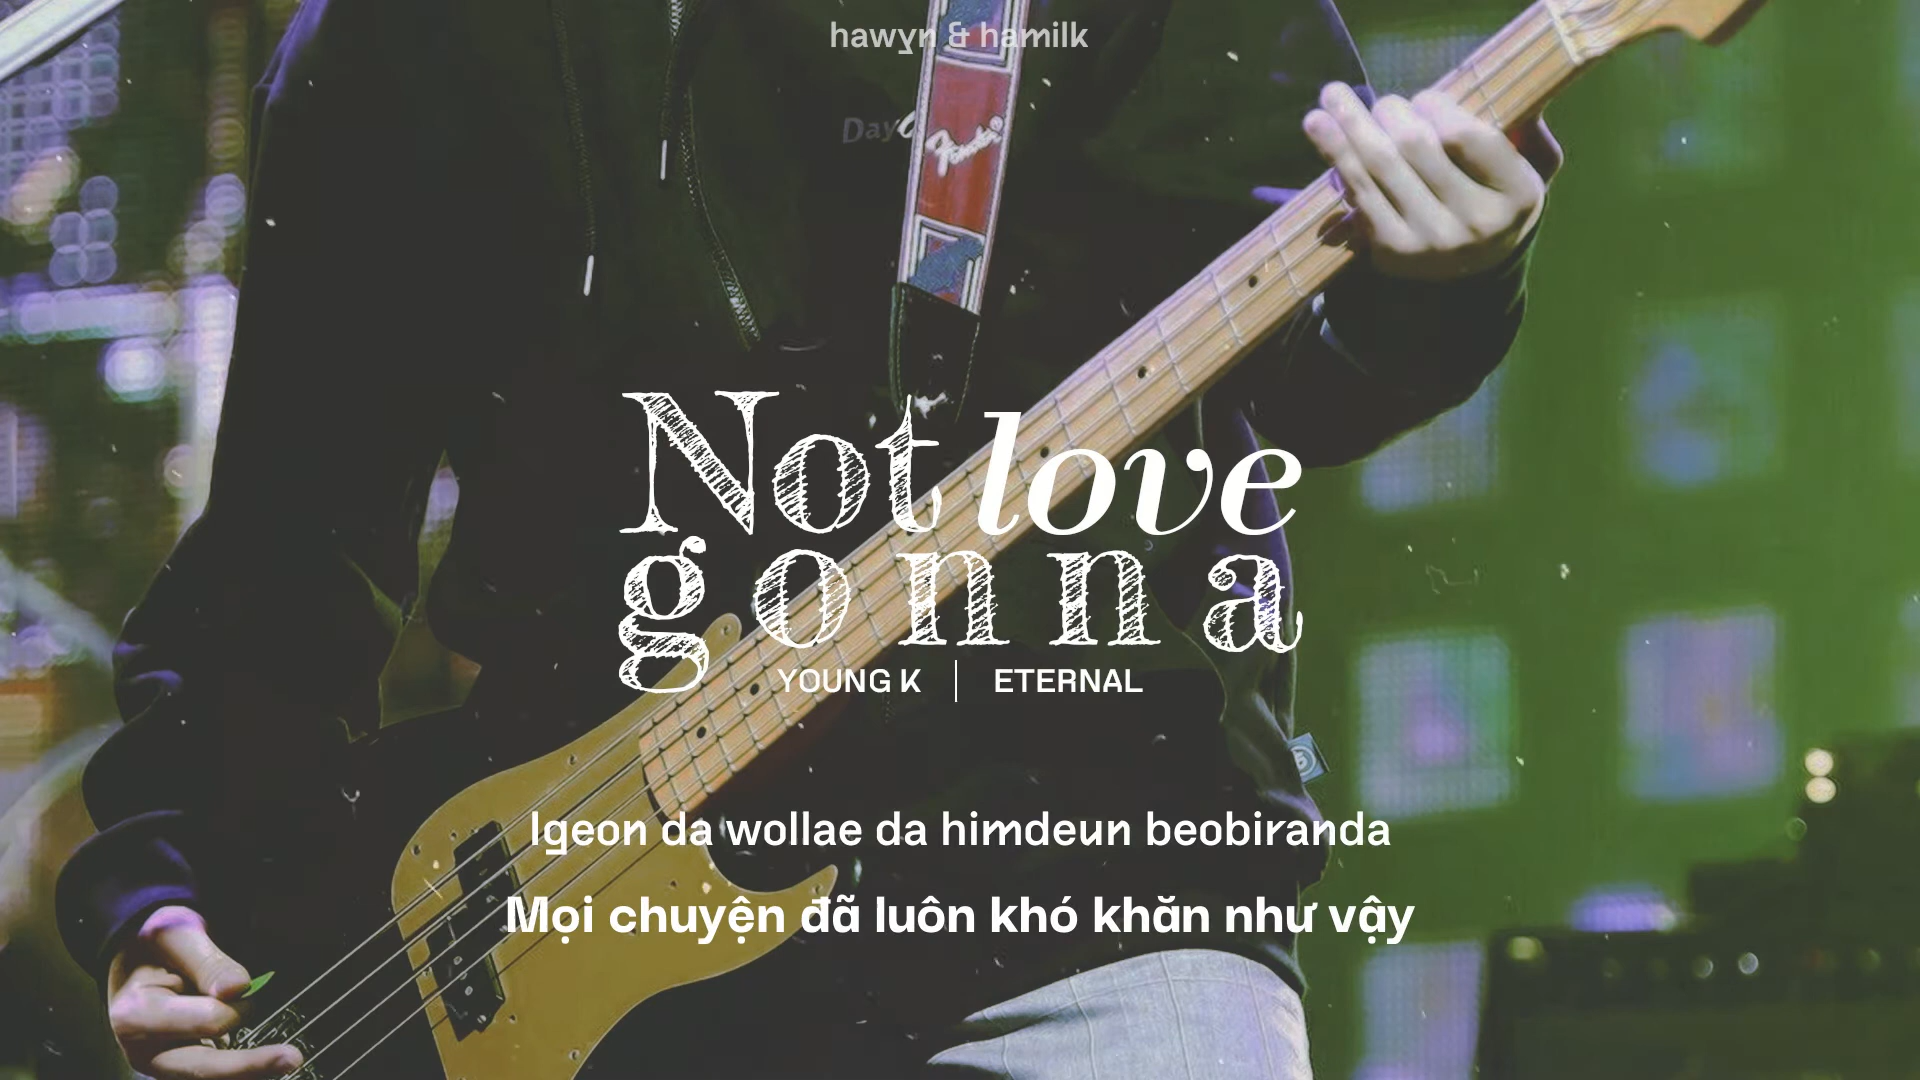 hawyn & hamilk
Day
Fender
Not love
gonna
YOUNG K | ETERNAL
Igeon da wollae da himdeun beobiranda
Mọi chuyện đã luôn khó khăn như vậy